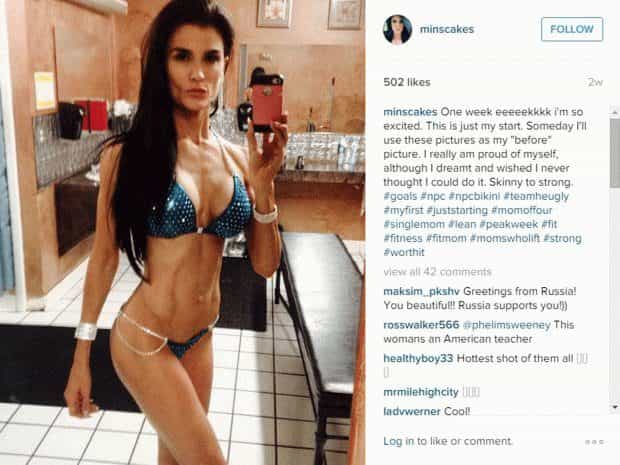 minscakes
FOLLOW
502 likes
2w
minscakes One week eeeeekkkk i'm so
excited. This is just my start. Someday I'll
use these pictures as my "before"
picture. I really am proud of myself,
although I dreamt and wished I never
thought I could do it. Skinny to strong.
#goals #npc #npcbikini #teamheugly
#myfirst #juststarting #momoffour
#singlemom #lean #peakweek #fit
#fitness #fitmom #momswholift #strong
#worthit
view all 42 comments
maksim_pkshv Greetings from Russia!
You beautiful!! Russia supports you!))
rosswalker566 @phelimsweeney This
womans an American teacher
healthyboy33 Hottest shot of them all
mrmilehighcity
ladywerner Cool!
Log in to like or comment.